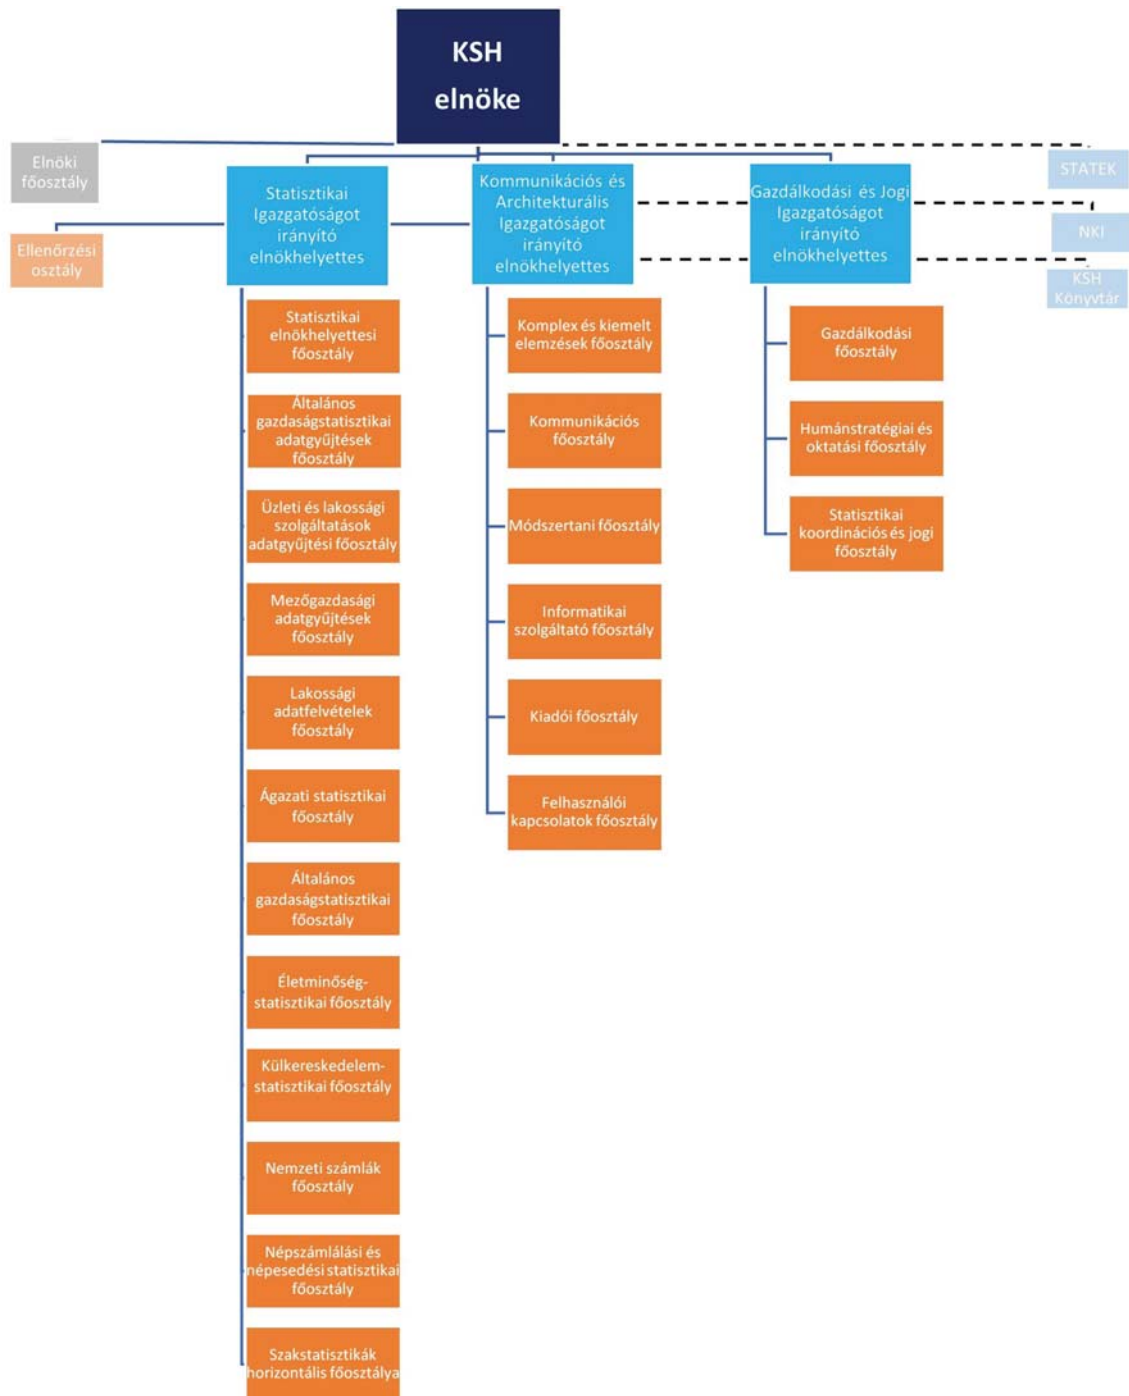 KSH
elnöke
Elnöki
főosztály
Ellenőrzési
osztály
STATEK
NKI
KSH
Könyvtár
Statisztikai
Igazgatóságot
irányító
elnökhelyettes
Statisztikai
elnökhelyettesi
főosztály
Általános
gazdaságstatisztikai
adatgyűjtések
főosztály
Üzleti és lakossági
szolgáltatások
adatgyűjtési főosztály
Mezőgazdasági
adatgyűjtések
főosztály
Lakossági
adatfelvételek
főosztály
Ágazati statisztikai
főosztály
Általános
gazdaságstatisztikai
főosztály
Életminőség-
statisztikai főosztály
Külkereskedelem-
statisztikai főosztály
Nemzeti számlák
főosztály
Népszámlálási és
népesedési statisztikai
főosztály
Szakstatisztikák
horizontális főosztálya
Kommunikációs és
Architekturális
Igazgatóságot
irányító
elnökhelyettes
Komplex és kiemelt
elemzések főosztály
Kommunikációs
főosztály
Módszertani főosztály
Informatikai
szolgáltató főosztály
Kiadói főosztály
Felhasználói
kapcsolatok főosztály
Gazdálkodási és Jogi
Igazgatóságot
irányító
elnökhelyettes
Gazdálkodási
főosztály
Humánstratégiai és
oktatási főosztály
Statisztikai
koordinációs és jogi
főosztály